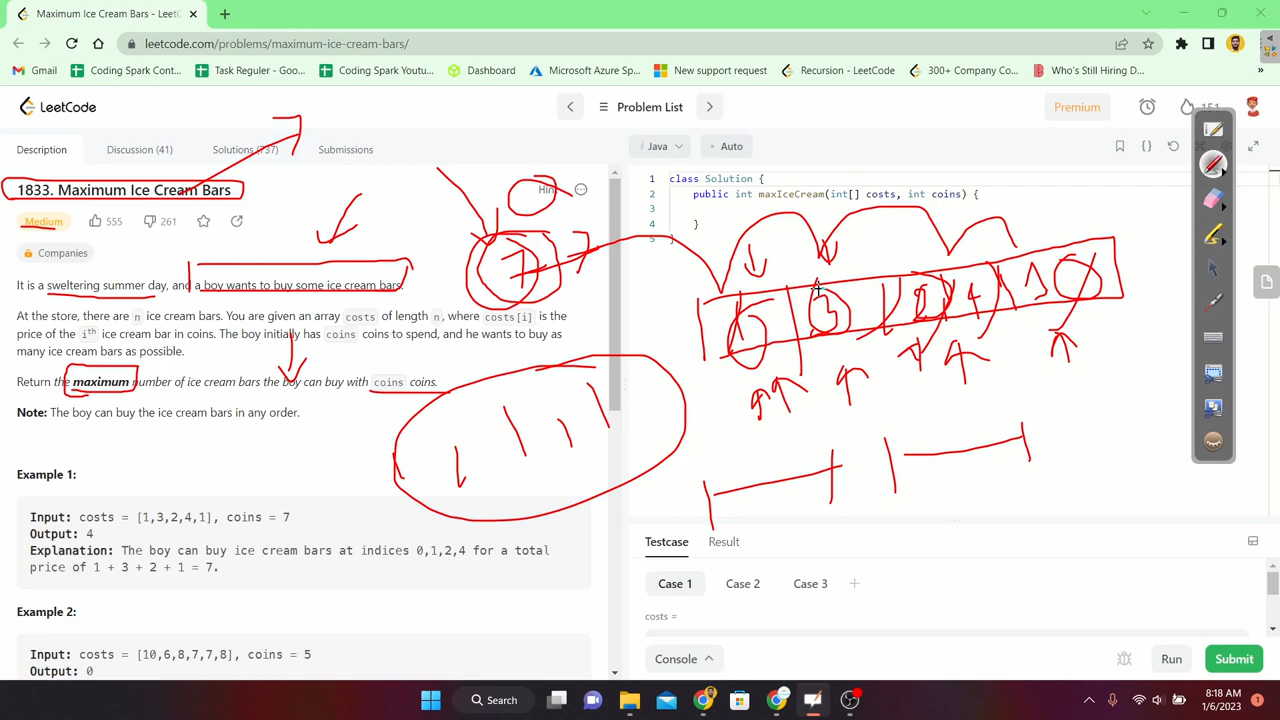 Maximum Ice Cream Bars - LeetC
leetcode.com/problems/maximum-ice-cream-bars/
Gmail
Coding Spark Cont...
Task Reguler - Goo...
Coding Spark Youtu...
Dashboard
Microsoft Azure Spo...
New support request
Recursion - LeetCode
300+ Company Co...
Who's Still Hiring D...
LeetCode
Problem List
Premium
151
Description
Discussion (41)
Solutions (737)
Submissions
Java
Auto
1833. Maximum Ice Cream Bars
Hin
Medium
555
261
Companies
It is a sweltering summer day, and a boy wants to buy some ice cream bars.
At the store, there are n ice cream bars. You are given an array costs of length n, where costs[i] is the
price of the ith ice cream bar in coins. The boy initially has coins coins to spend, and he wants to buy as
many ice cream bars as possible.
Return the maximum number of ice cream bars the boy can buy with coins coins.
Note: The boy can buy the ice cream bars in any order.
Example 1:
Input: costs = [1,3,2,4,1], coins = 7
Output: 4
Explanation: The boy can buy ice cream bars at indices 0,1,2,4 for a total
price of 1 + 3 + 2 + 1 = 7.
Example 2:
Input: costs = [10,6,8,7,7,8], coins = 5
Output: 0
1 class Solution {
2 public int maxIceCream(int[] costs, int coins) {
3
4 }
5 }
7
3
2
4
Testcase
Result
Case 1
Case 2
Case 3
costs =
Console
Run
Submit
Search
8:18 AM
1/6/2023
1